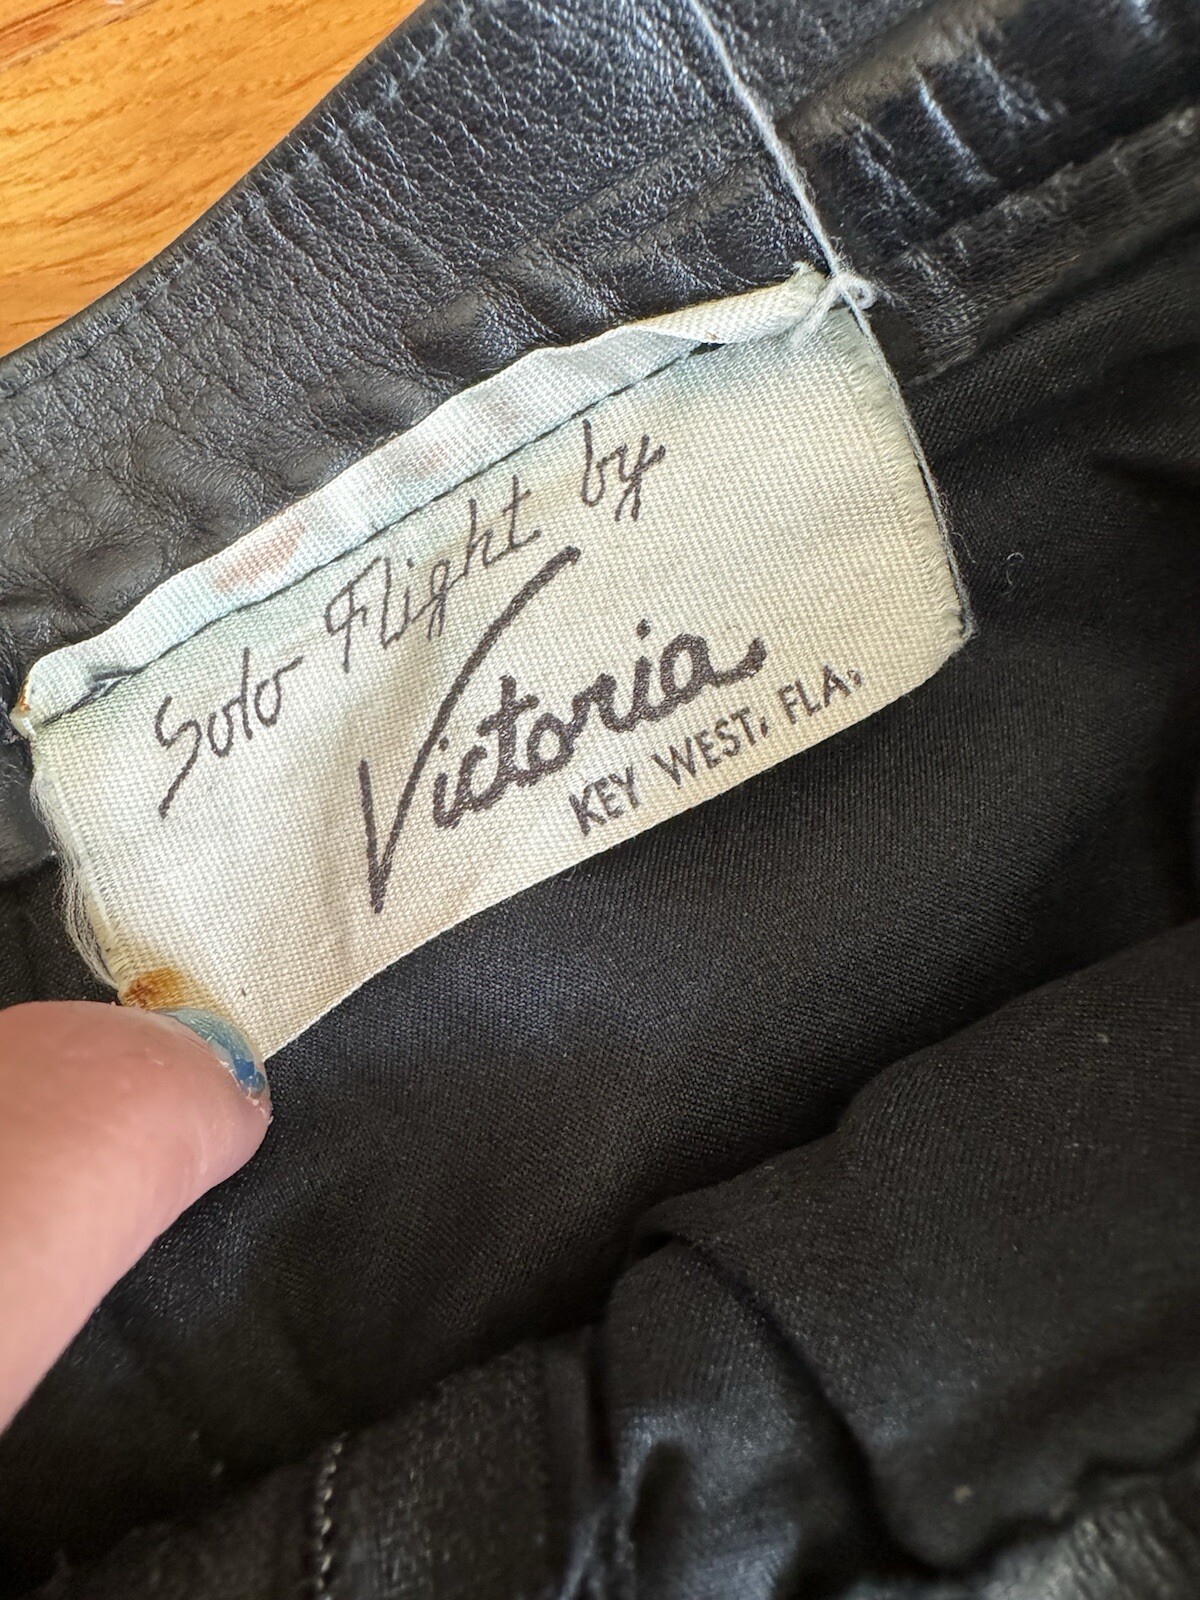 Solo Flight by
Victoria
KEY WEST, FLA.